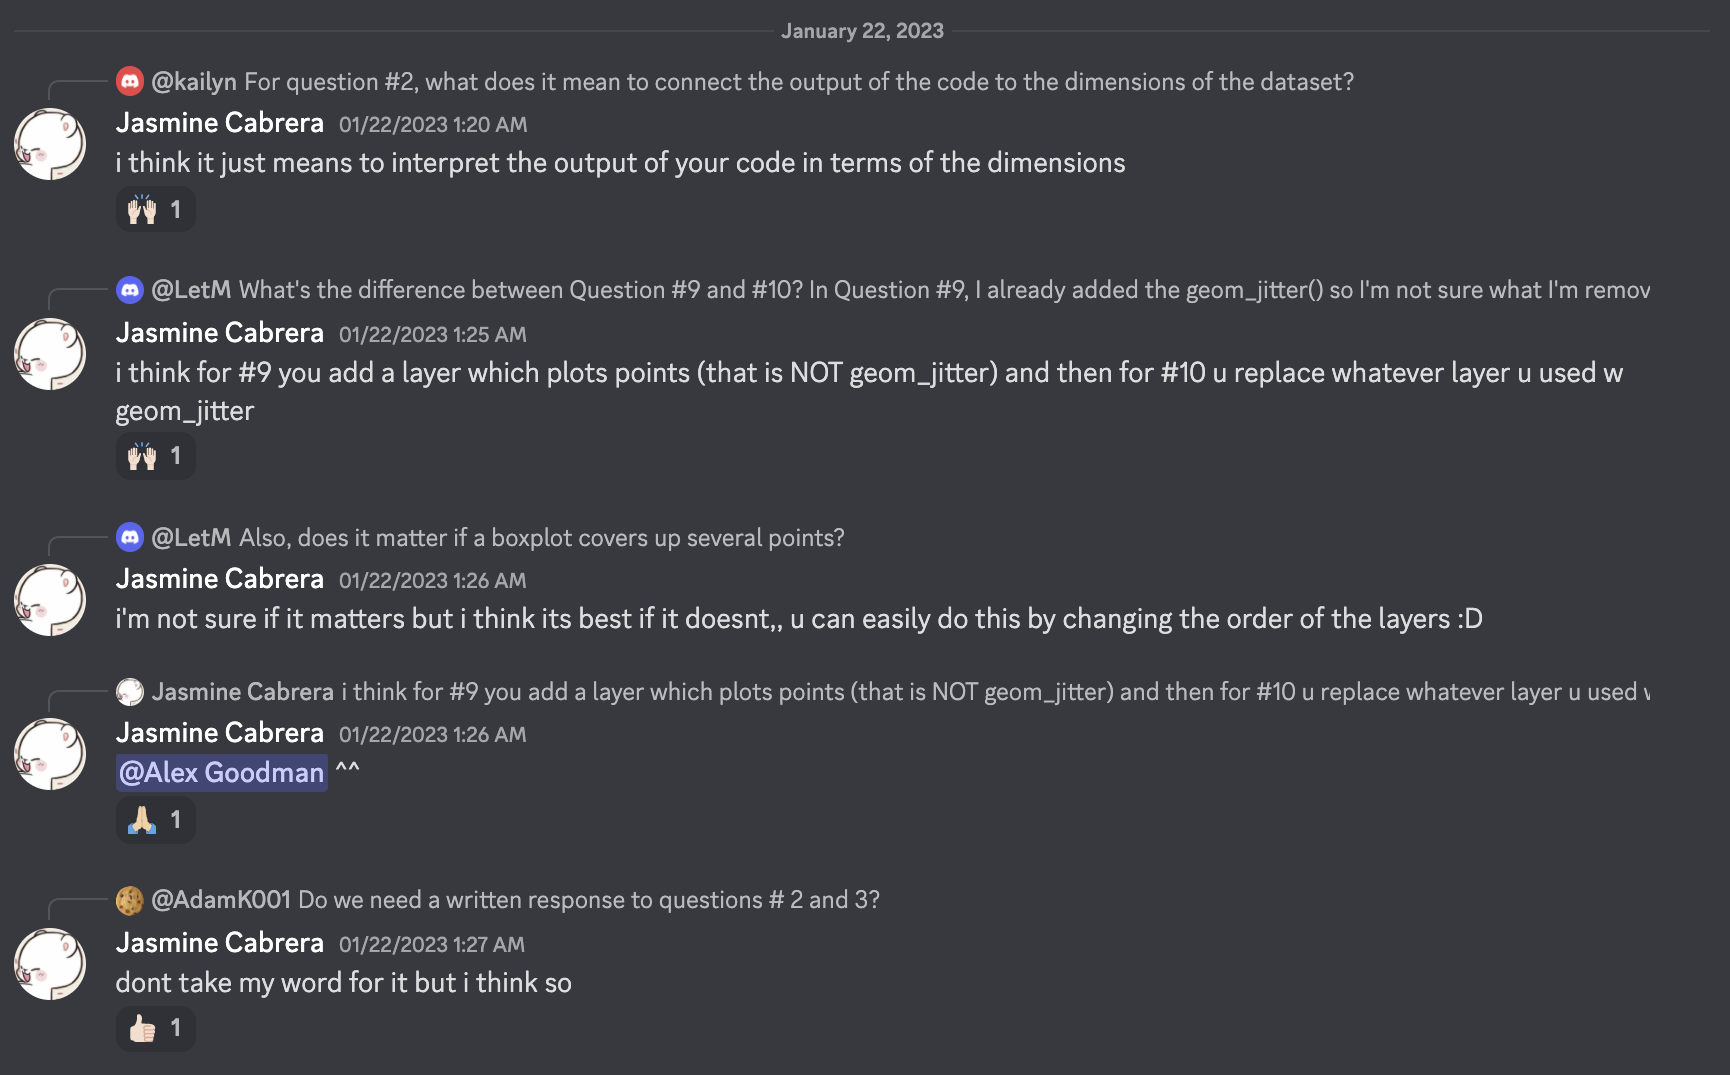 January 22, 2023
@kailyn For question #2, what does it mean to connect the output of the code to the dimensions of the dataset?
Jasmine Cabrera 01/22/2023 1:20 AM
i think it just means to interpret the output of your code in terms of the dimensions
🙌🏻 1
@LetM What's the difference between Question #9 and #10? In Question #9, I already added the geom_jitter() so I'm not sure what I'm remov
Jasmine Cabrera 01/22/2023 1:25 AM
i think for #9 you add a layer which plots points (that is NOT geom_jitter) and then for #10 u replace whatever layer u used w
geom_jitter
🙌🏻 1
@LetM Also, does it matter if a boxplot covers up several points?
Jasmine Cabrera 01/22/2023 1:26 AM
i'm not sure if it matters but i think its best if it doesnt,, u can easily do this by changing the order of the layers :D
Jasmine Cabrera i think for #9 you add a layer which plots points (that is NOT geom_jitter) and then for #10 u replace whatever layer u used
Jasmine Cabrera 01/22/2023 1:26 AM
@Alex Goodman ^^
🙏🏼 1
@AdamK001 Do we need a written response to questions # 2 and 3?
Jasmine Cabrera 01/22/2023 1:27 AM
dont take my word for it but i think so
👍🏻 1